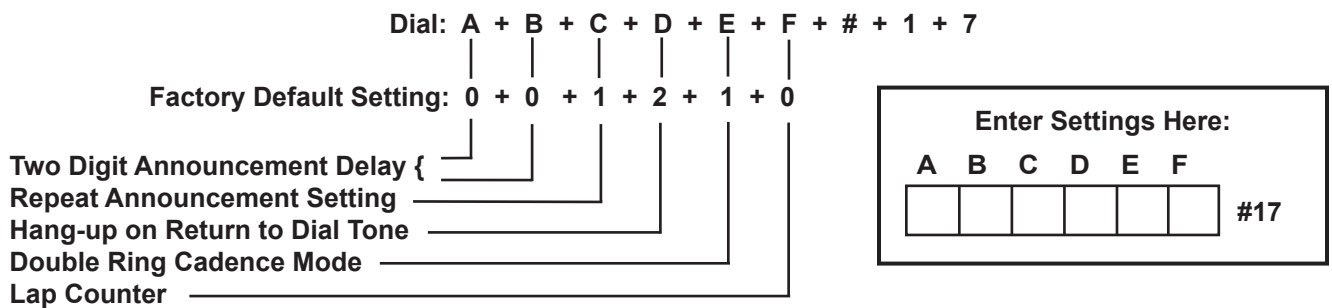 Dial: A + B + C + D + E + F + # + 1 + 7
Factory Default Setting: 0 + 0 + 1 + 2 + 1 + 0
Two Digit Announcement Delay {
Repeat Announcement Setting
Hang-up on Return to Dial Tone
Double Ring Cadence Mode
Lap Counter
Enter Settings Here:
A B C D E F
#17